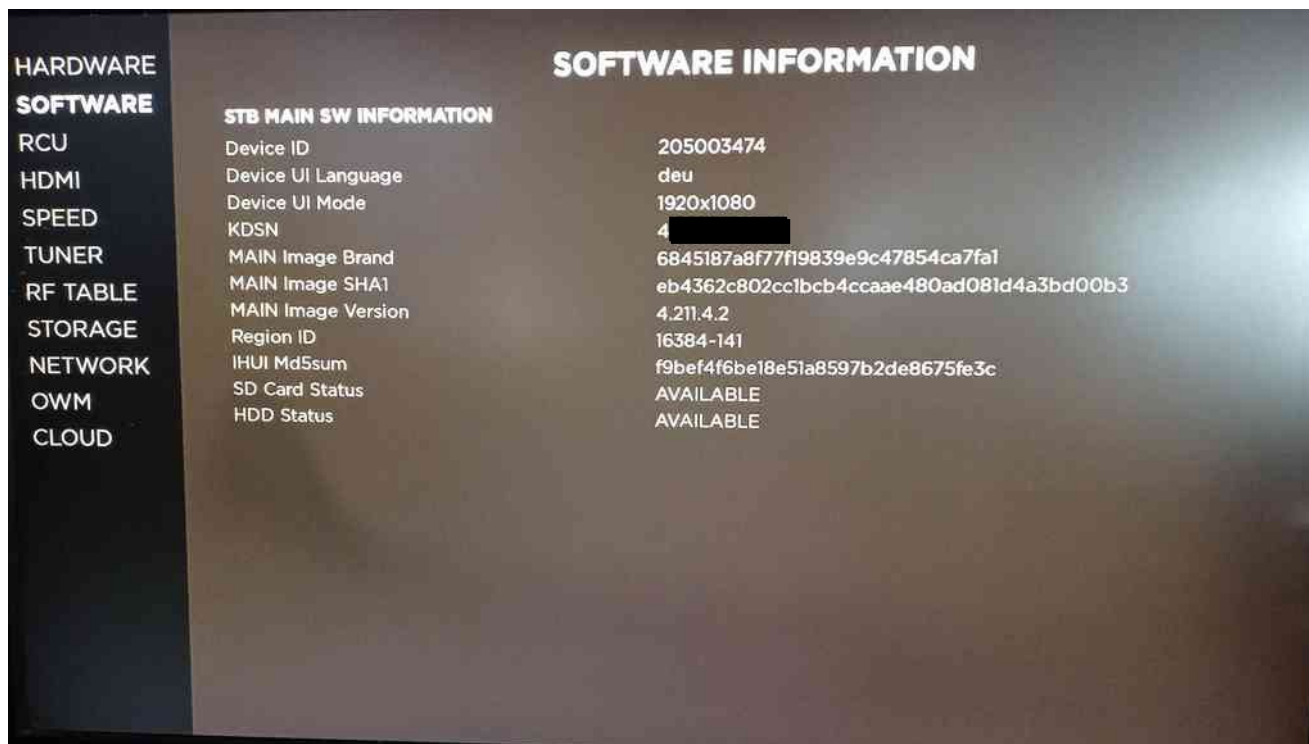 HARDWARE
SOFTWARE
RCU
HDMI
SPEED
TUNER
RF TABLE
STORAGE
NETWORK
OWM
CLOUD
SOFTWARE INFORMATION
STB MAIN SW INFORMATION
Device ID 205003474
Device UI Language deu
Device UI Mode 1920x1080
KDSN 4
MAIN Image Brand 6845187a8f77f19839e9c47854ca7fa1
MAIN Image SHA1 eb4362c802cc1bcb4ccaae480ad081d4a3bd00b3
MAIN Image Version 4.211.4.2
Region ID 16384-141
IHUI Md5sum f9bef4f6be18e51a8597b2de8675fe3c
SD Card Status AVAILABLE
HDD Status AVAILABLE